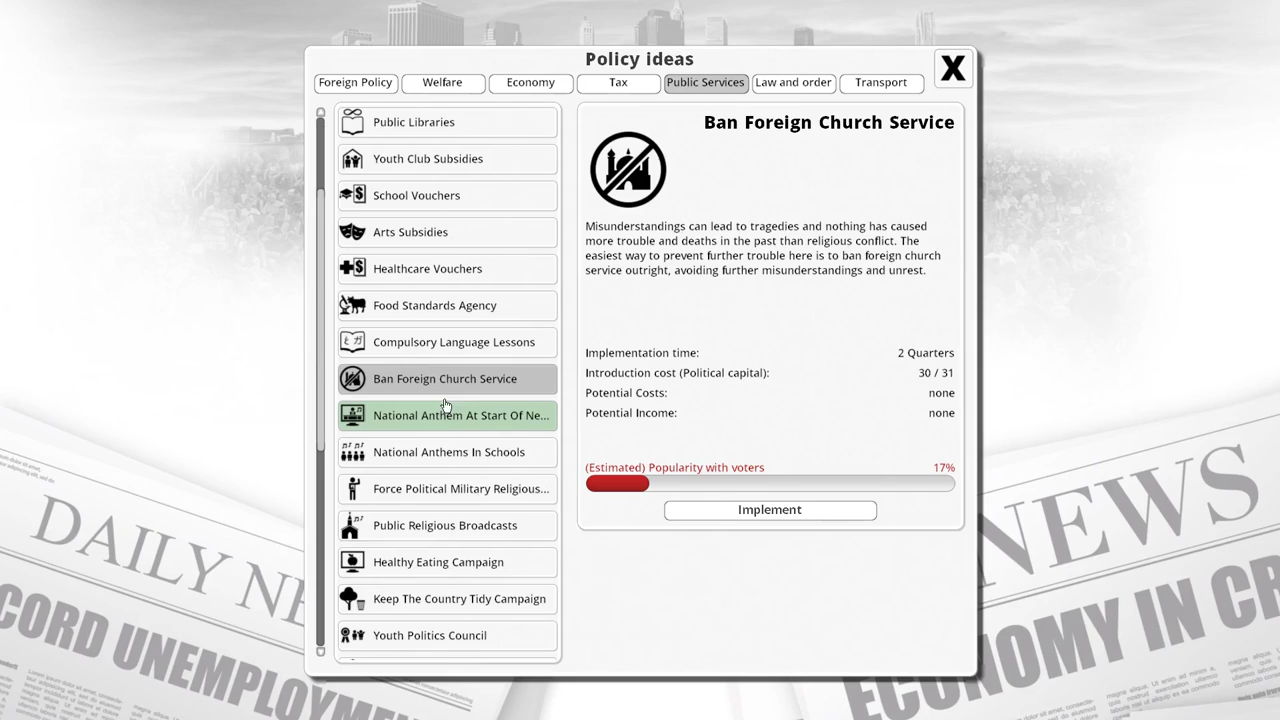 Policy ideas
X
Foreign Policy
Welfare
Economy
Tax
Public Services
Law and order
Transport
Public Libraries
Youth Club Subsidies
School Vouchers
Arts Subsidies
Healthcare Vouchers
Food Standards Agency
Compulsory Language Lessons
Ban Foreign Church Service
National Anthem At Start Of Ne...
National Anthems In Schools
Force Political Military Religious...
Public Religious Broadcasts
Healthy Eating Campaign
Keep The Country Tidy Campaign
Youth Politics Council
Ban Foreign Church Service
Misunderstandings can lead to tragedies and nothing has caused
more trouble and deaths in the past than religious conflict. The
easiest way to prevent further trouble here is to ban foreign church
service outright, avoiding further misunderstandings and unrest.
Implementation time: 2 Quarters
Introduction cost (Political capital): 30 / 31
Potential Costs: none
Potential Income: none
(Estimated) Popularity with voters 17%
Implement
DAILY NE
CORD UNEMPLOYM
NEWS
ECONOMY IN CR